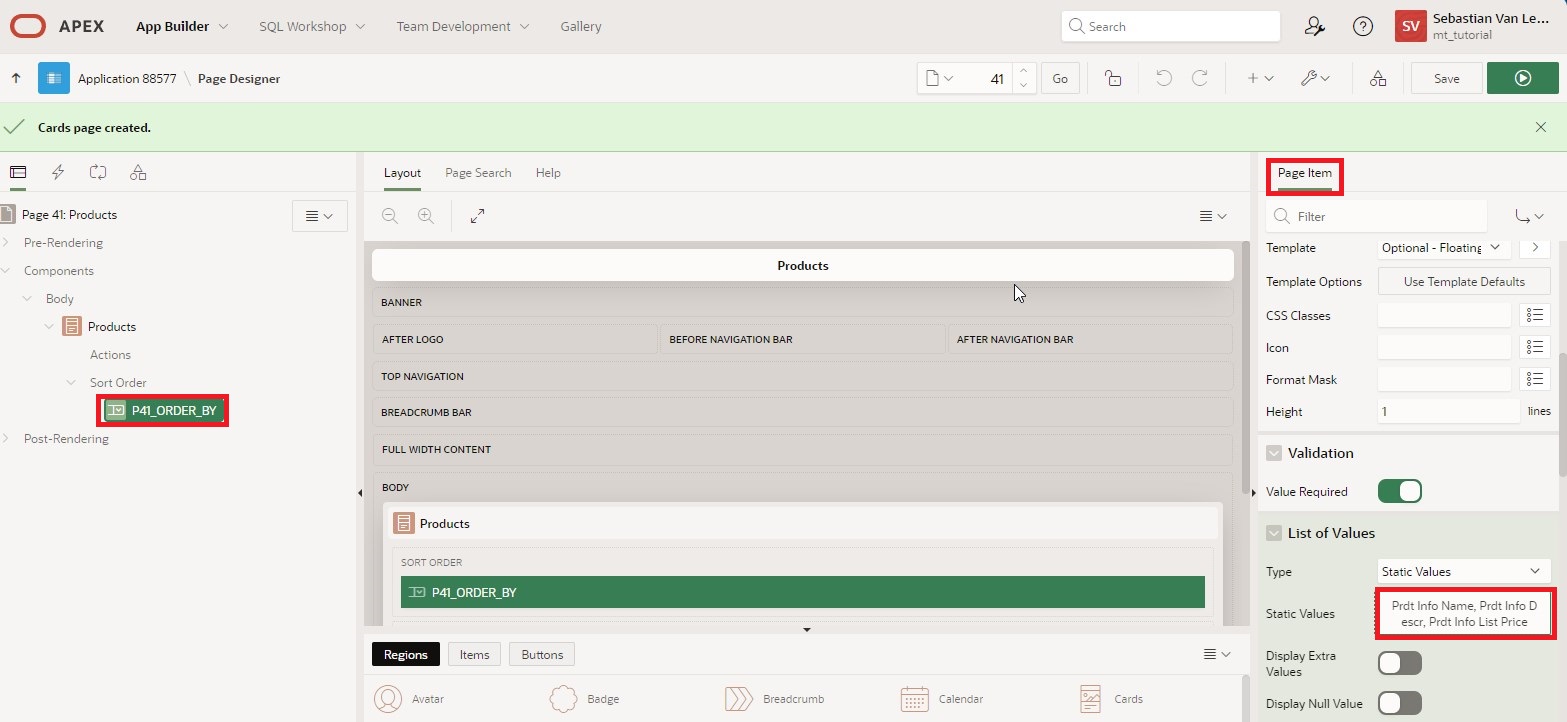 APEX App Builder SQL Workshop Team Development Gallery Search SV Sebastian Van Le...
mt_tutorial
Application 88577 \ Page Designer 41 Go Save
Cards page created.
Layout Page Search Help Page Item
Page 41: Products
Filter
Pre-Rendering
Components
Body
Products
Actions
Sort Order
P41_ORDER_BY
Post-Rendering
Products
BANNER
AFTER LOGO BEFORE NAVIGATION BAR AFTER NAVIGATION BAR
TOP NAVIGATION
BREADCRUMB BAR
FULL WIDTH CONTENT
BODY
Products
SORT ORDER
P41_ORDER_BY
Regions Items Buttons
Avatar Badge Breadcrumb Calendar Cards
Template Optional - Floating
Template Options Use Template Defaults
CSS Classes
Icon
Format Mask
Height 1 lines
Validation
Value Required
List of Values
Type Static Values
Static Values Prdt Info Name, Prdt Info D
escr, Prdt Info List Price
Display Extra
Values
Display Null Value